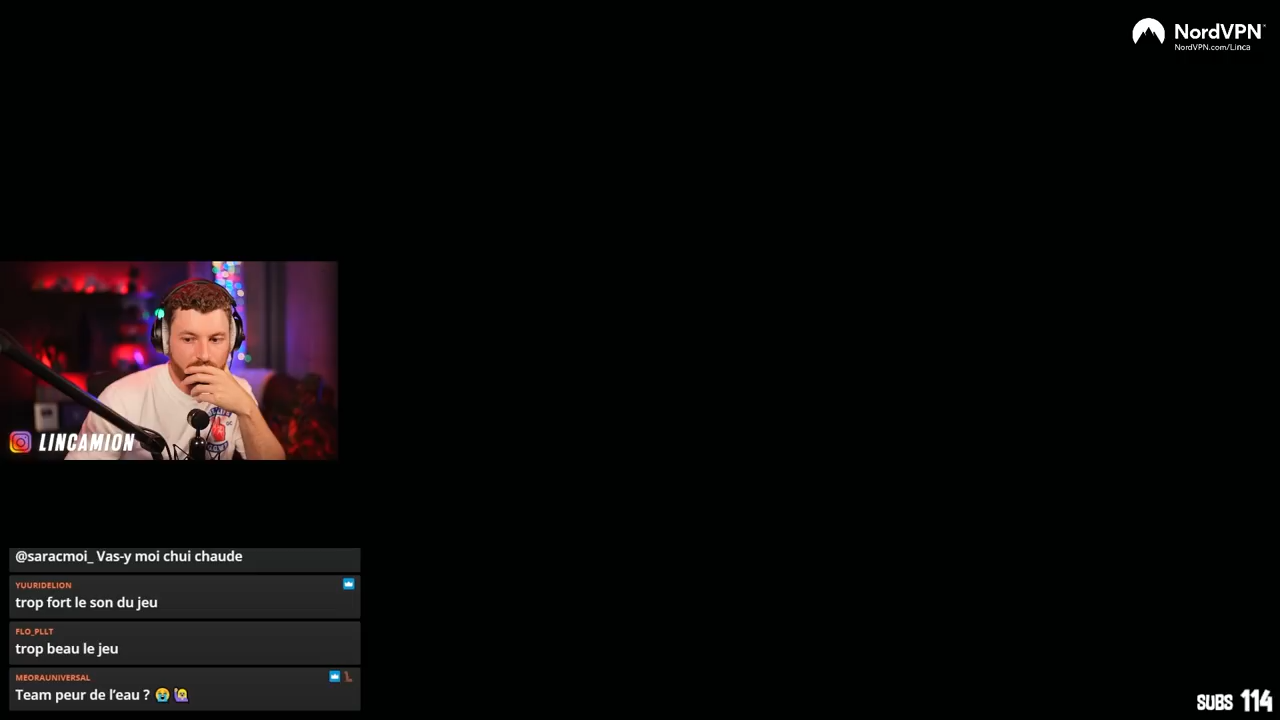 NordVPN
NordVPN.com/Linca
LINCAMION
@saracmoi_ Vas-y moi chui chaude
YUURIDELION
trop fort le son du jeu
FLO_PLLT
trop beau le jeu
MEORAUNIVERSAL
Team peur de l’eau ? 😭 🙋
SUBS 114